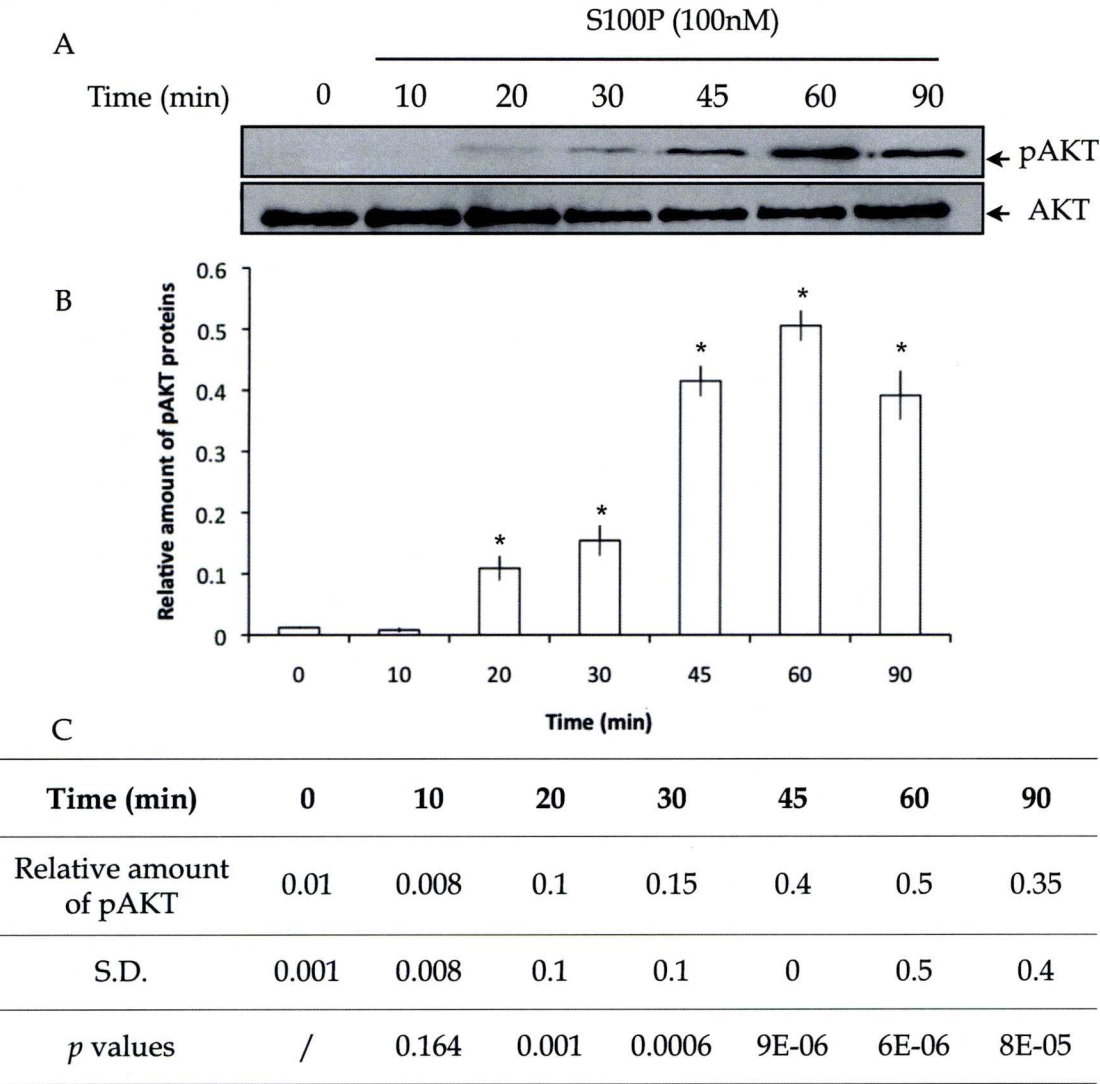 A
S100P (100nM)
Time (min) 0 10 20 30 45 60 90
← pAKT
← AKT
B
Relative amount of pAKT proteins
0.6
0.5
0.4
0.3
0.2
0.1
0
*
*
*
*
*
0 10 20 30 45 60 90
Time (min)
C
Time (min) 0 10 20 30 45 60 90
Relative amount
of pAKT 0.01 0.008 0.1 0.15 0.4 0.5 0.35
S.D. 0.001 0.008 0.1 0.1 0 0.5 0.4
p values / 0.164 0.001 0.0006 9E-06 6E-06 8E-05